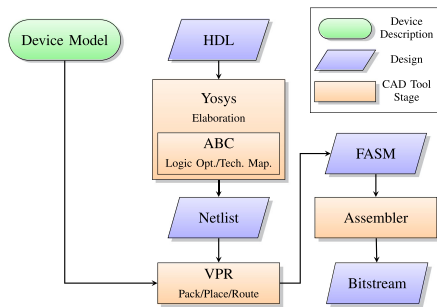 Device Model
HDL
Device
Description
Design
CAD Tool
Stage
Yosys
Elaboration
ABC
Logic Opt./Tech. Map.
FASM
Netlist
Assembler
VPR
Pack/Place/Route
Bitstream